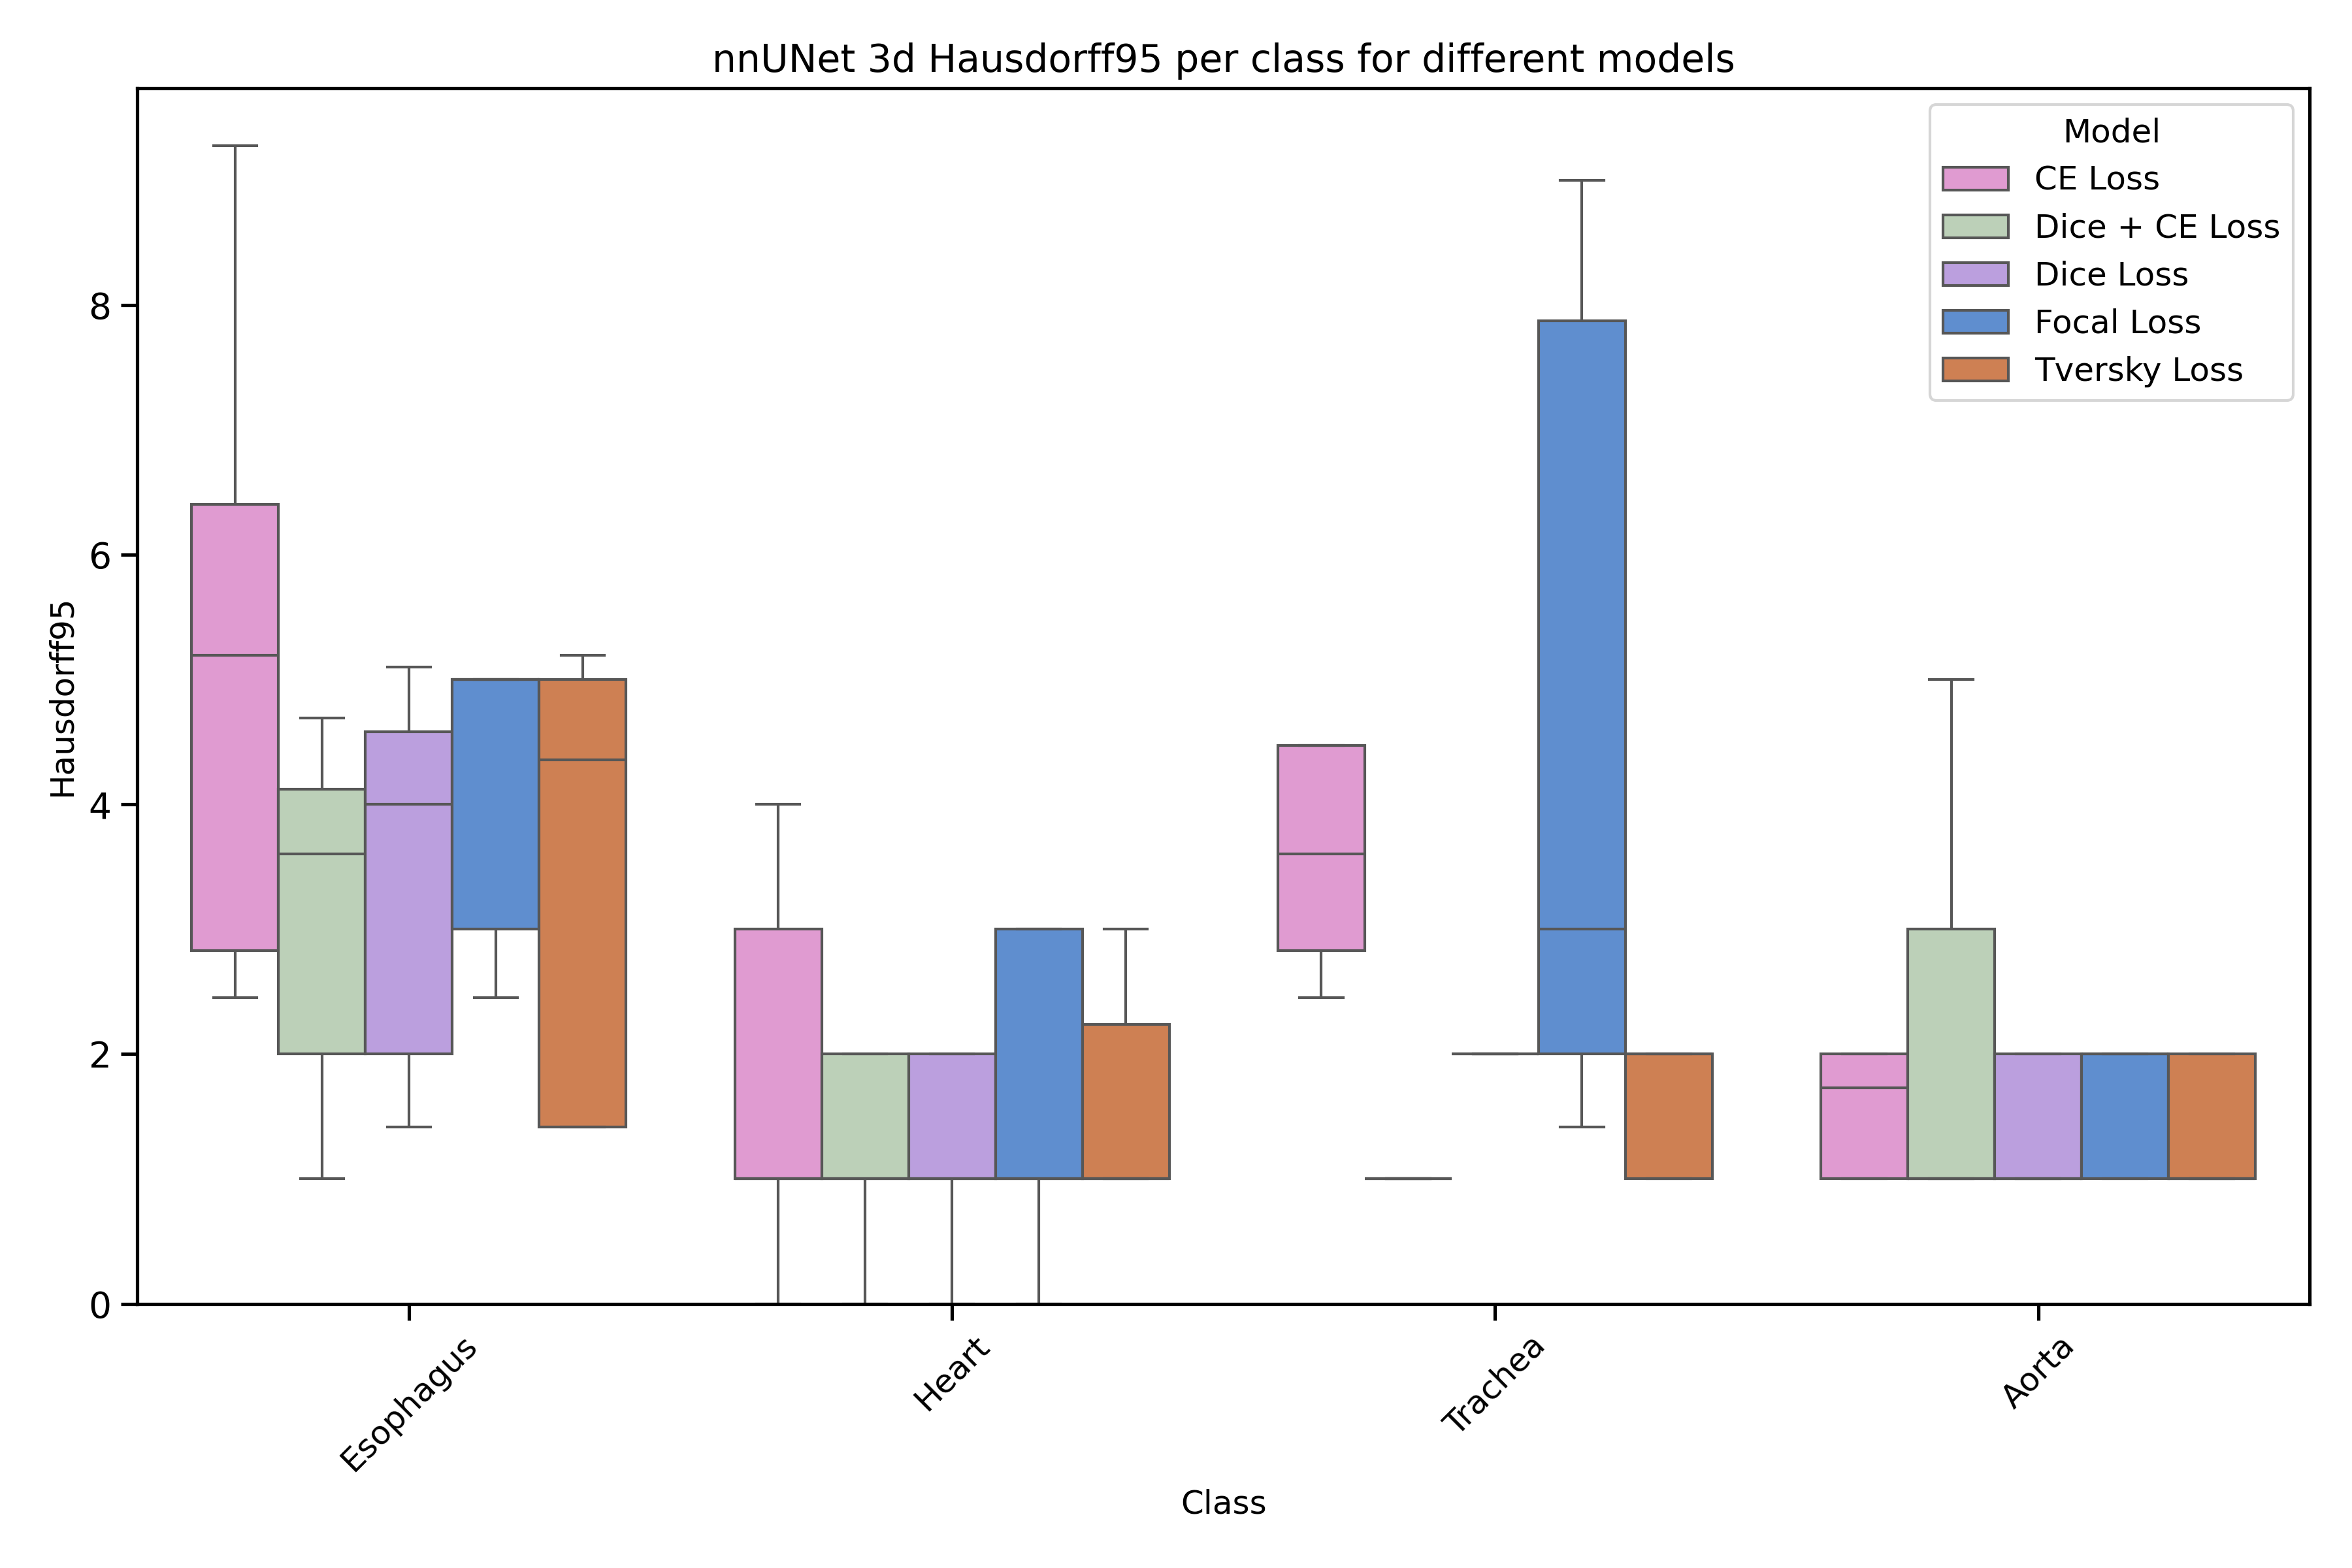 nnUNet 3d Hausdorff95 per class for different models
Model
CE Loss
Dice + CE Loss
Dice Loss
Focal Loss
Tversky Loss
Hausdorff95
8
6
4
2
0
Esophagus
Heart
Trachea
Aorta
Class